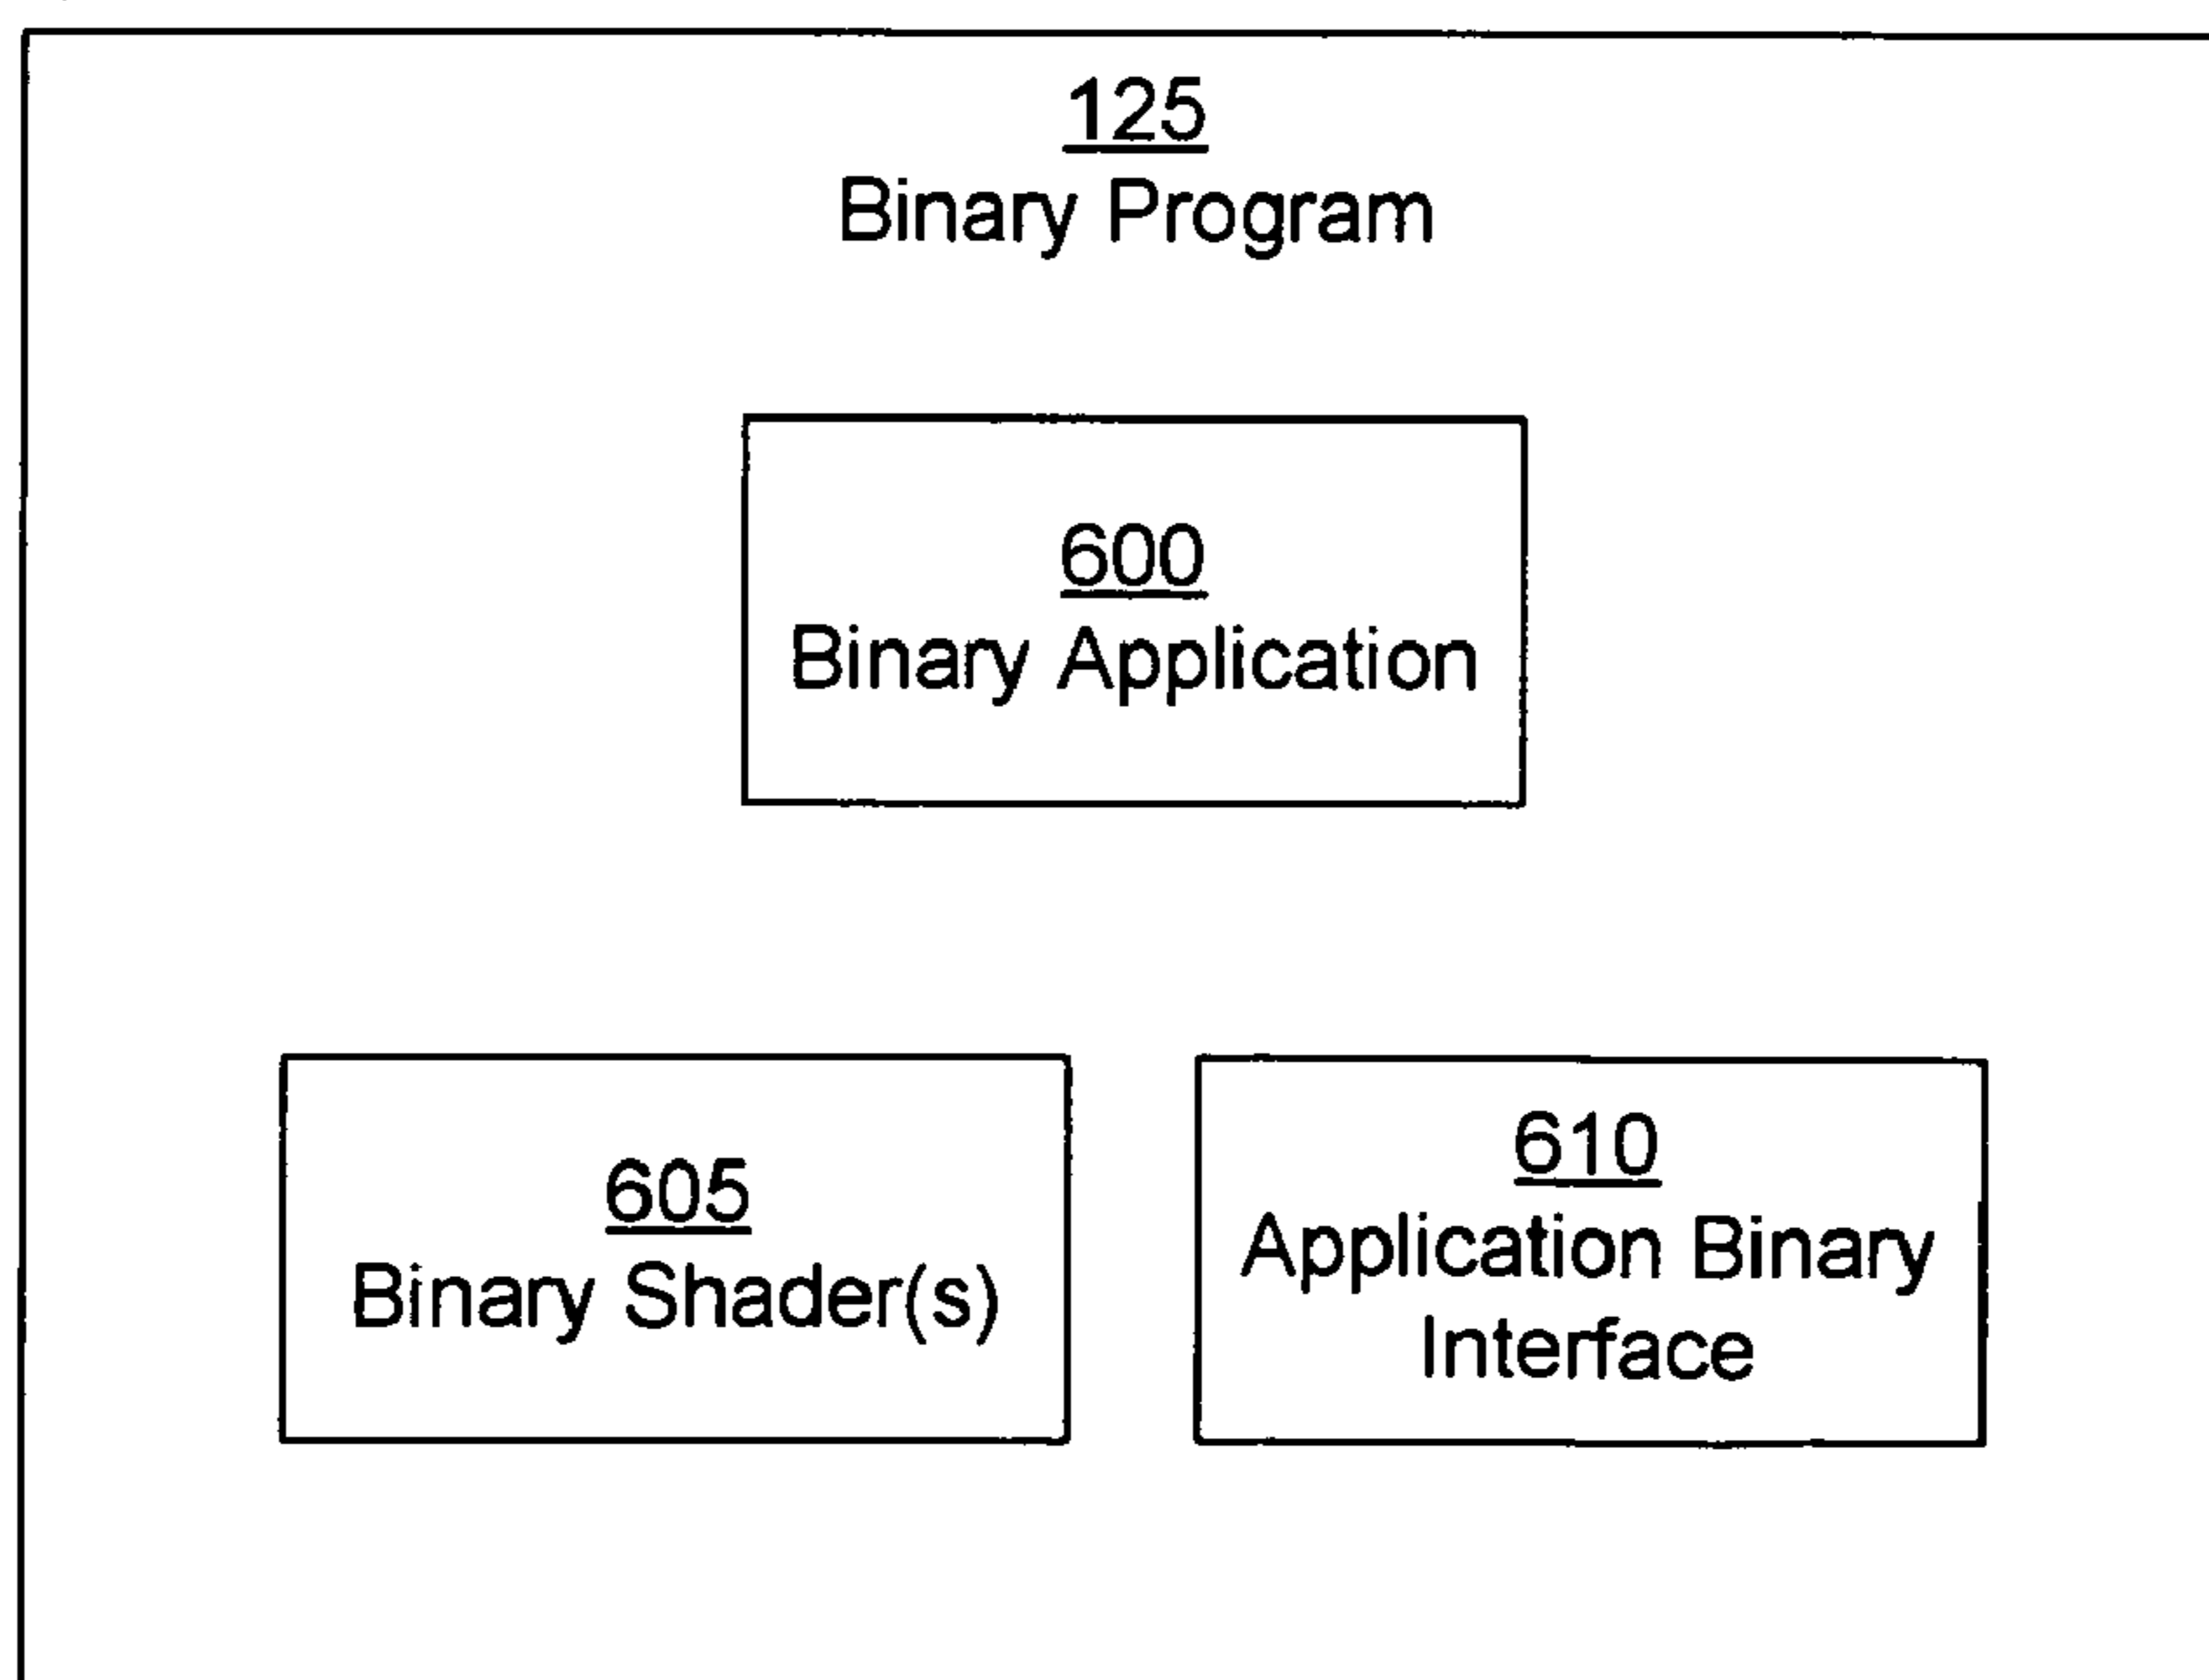 125
Binary Program
600
Binary Application
605
Binary Shader(s)
610
Application Binary
Interface